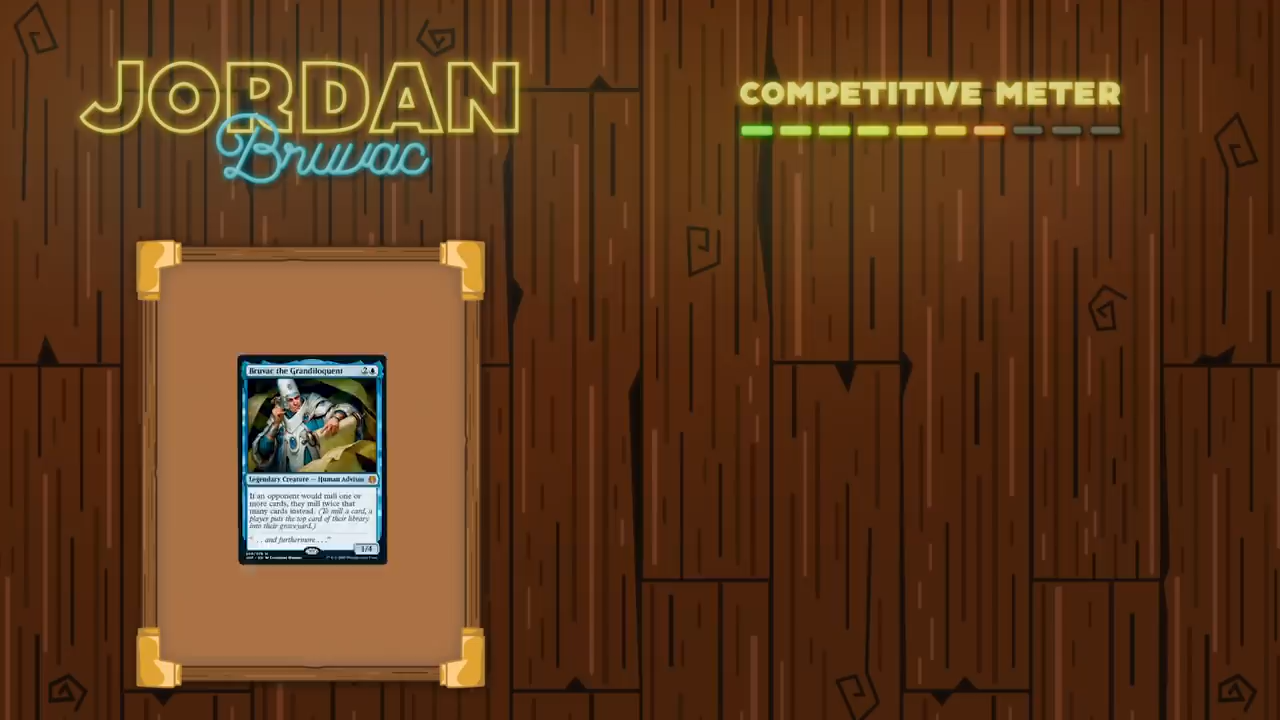 JORDAN
Bruvac
COMPETITIVE METER
Bruvac the Grandiloquent 2
Legendary Creature — Human Advisor
If an opponent would mill one or
more cards, they mill twice that
many cards instead. (To mill a card, a
player puts the top card of their library
into their graveyard.)
". . . and furthermore . . ."
1/4